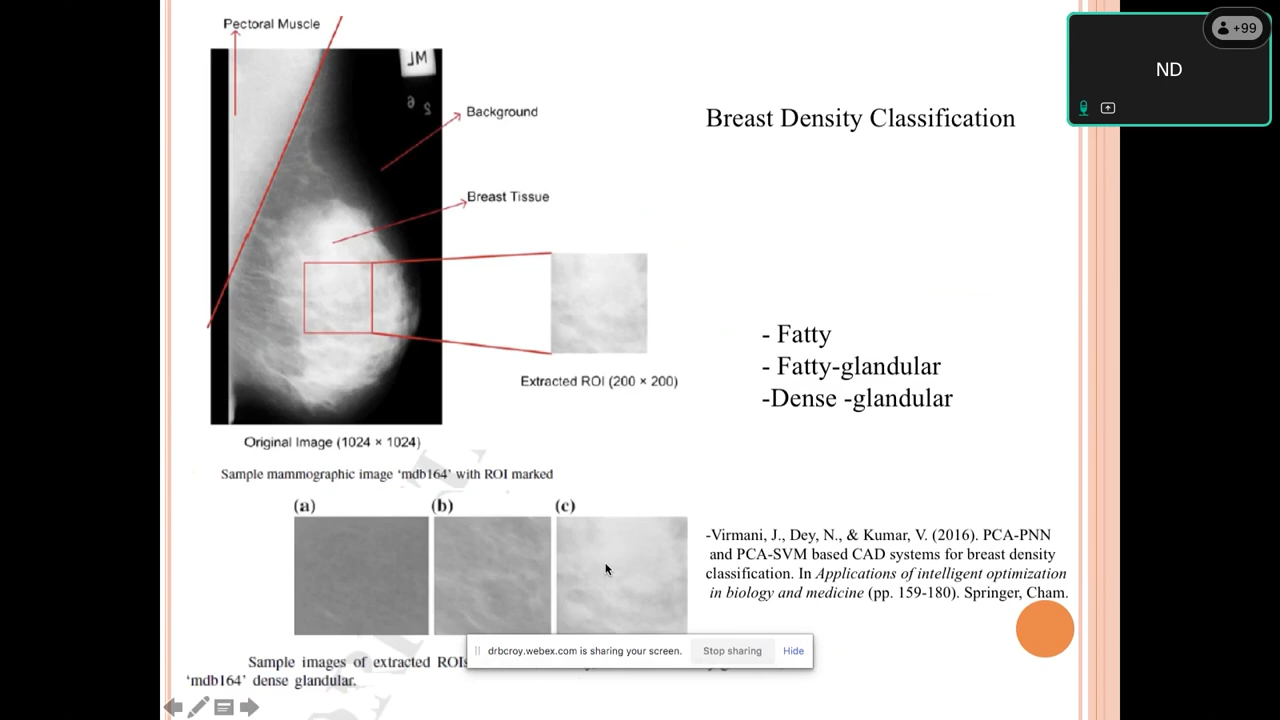 Pectoral Muscle
+99
ND
Background
Breast Density Classification
Breast Tissue
- Fatty
- Fatty-glandular
-Dense -glandular
Extracted ROI (200 × 200)
Original Image (1024 × 1024)
Sample mammographic image ‘mdb164’ with ROI marked
(a) (b) (c)
-Virmani, J., Dey, N., & Kumar, V. (2016). PCA-PNN
and PCA-SVM based CAD systems for breast density
classification. In Applications of intelligent optimization
in biology and medicine (pp. 159-180). Springer, Cham.
drbcroy.webex.com is sharing your screen. Stop sharing Hide
Sample images of extracted ROIs
‘mdb164’ dense glandular.